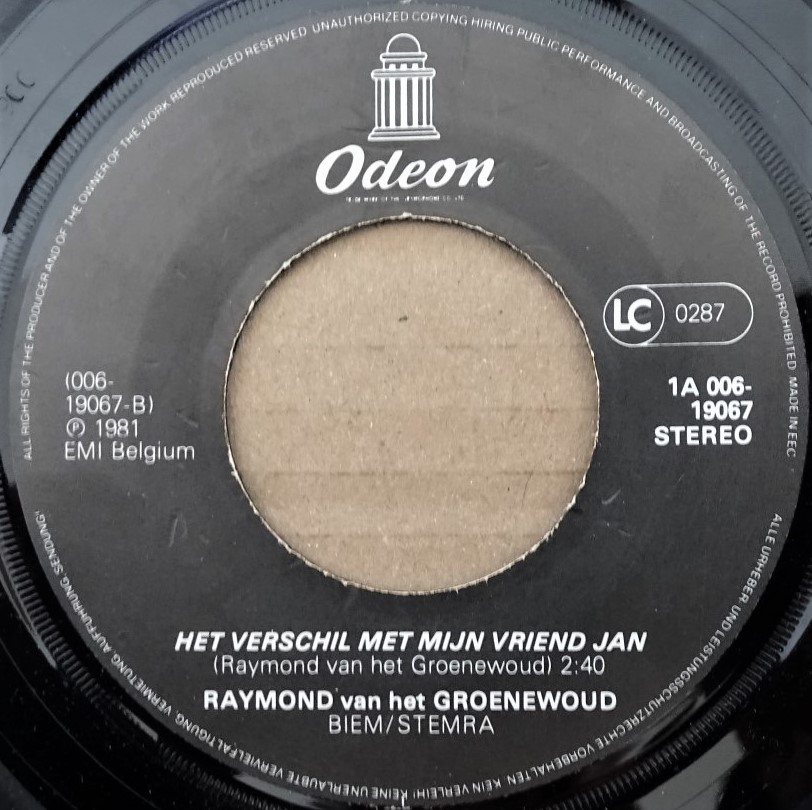 ALL RIGHTS OF THE PRODUCER AND OF THE OWNER OF THE WORK REPRODUCED RESERVED UNAUTHORIZED COPYING HIRING PUBLIC PERFORMANCE AND BROADCASTING OF THE RECORD PROHIBITED MADE IN EEC
Odeon
LC 0287
(006-
19067-B)
℗ 1981
EMI Belgium
1A 006-
19067
STEREO
HET VERSCHIL MET MIJN VRIEND JAN
(Raymond van het Groenewoud) 2:40
RAYMOND van het GROENEWOUD
BIEM/STEMRA
ALLE URHEBER- UND LEISTUNGSSCHUTZRECHTE VORBEHALTEN KEIN VERLEIH! KEINE UNERLAUBTE VERVIELFÄLTIGUNG, VERMIETUNG, AUFFÜHRUNG, SENDUNG!